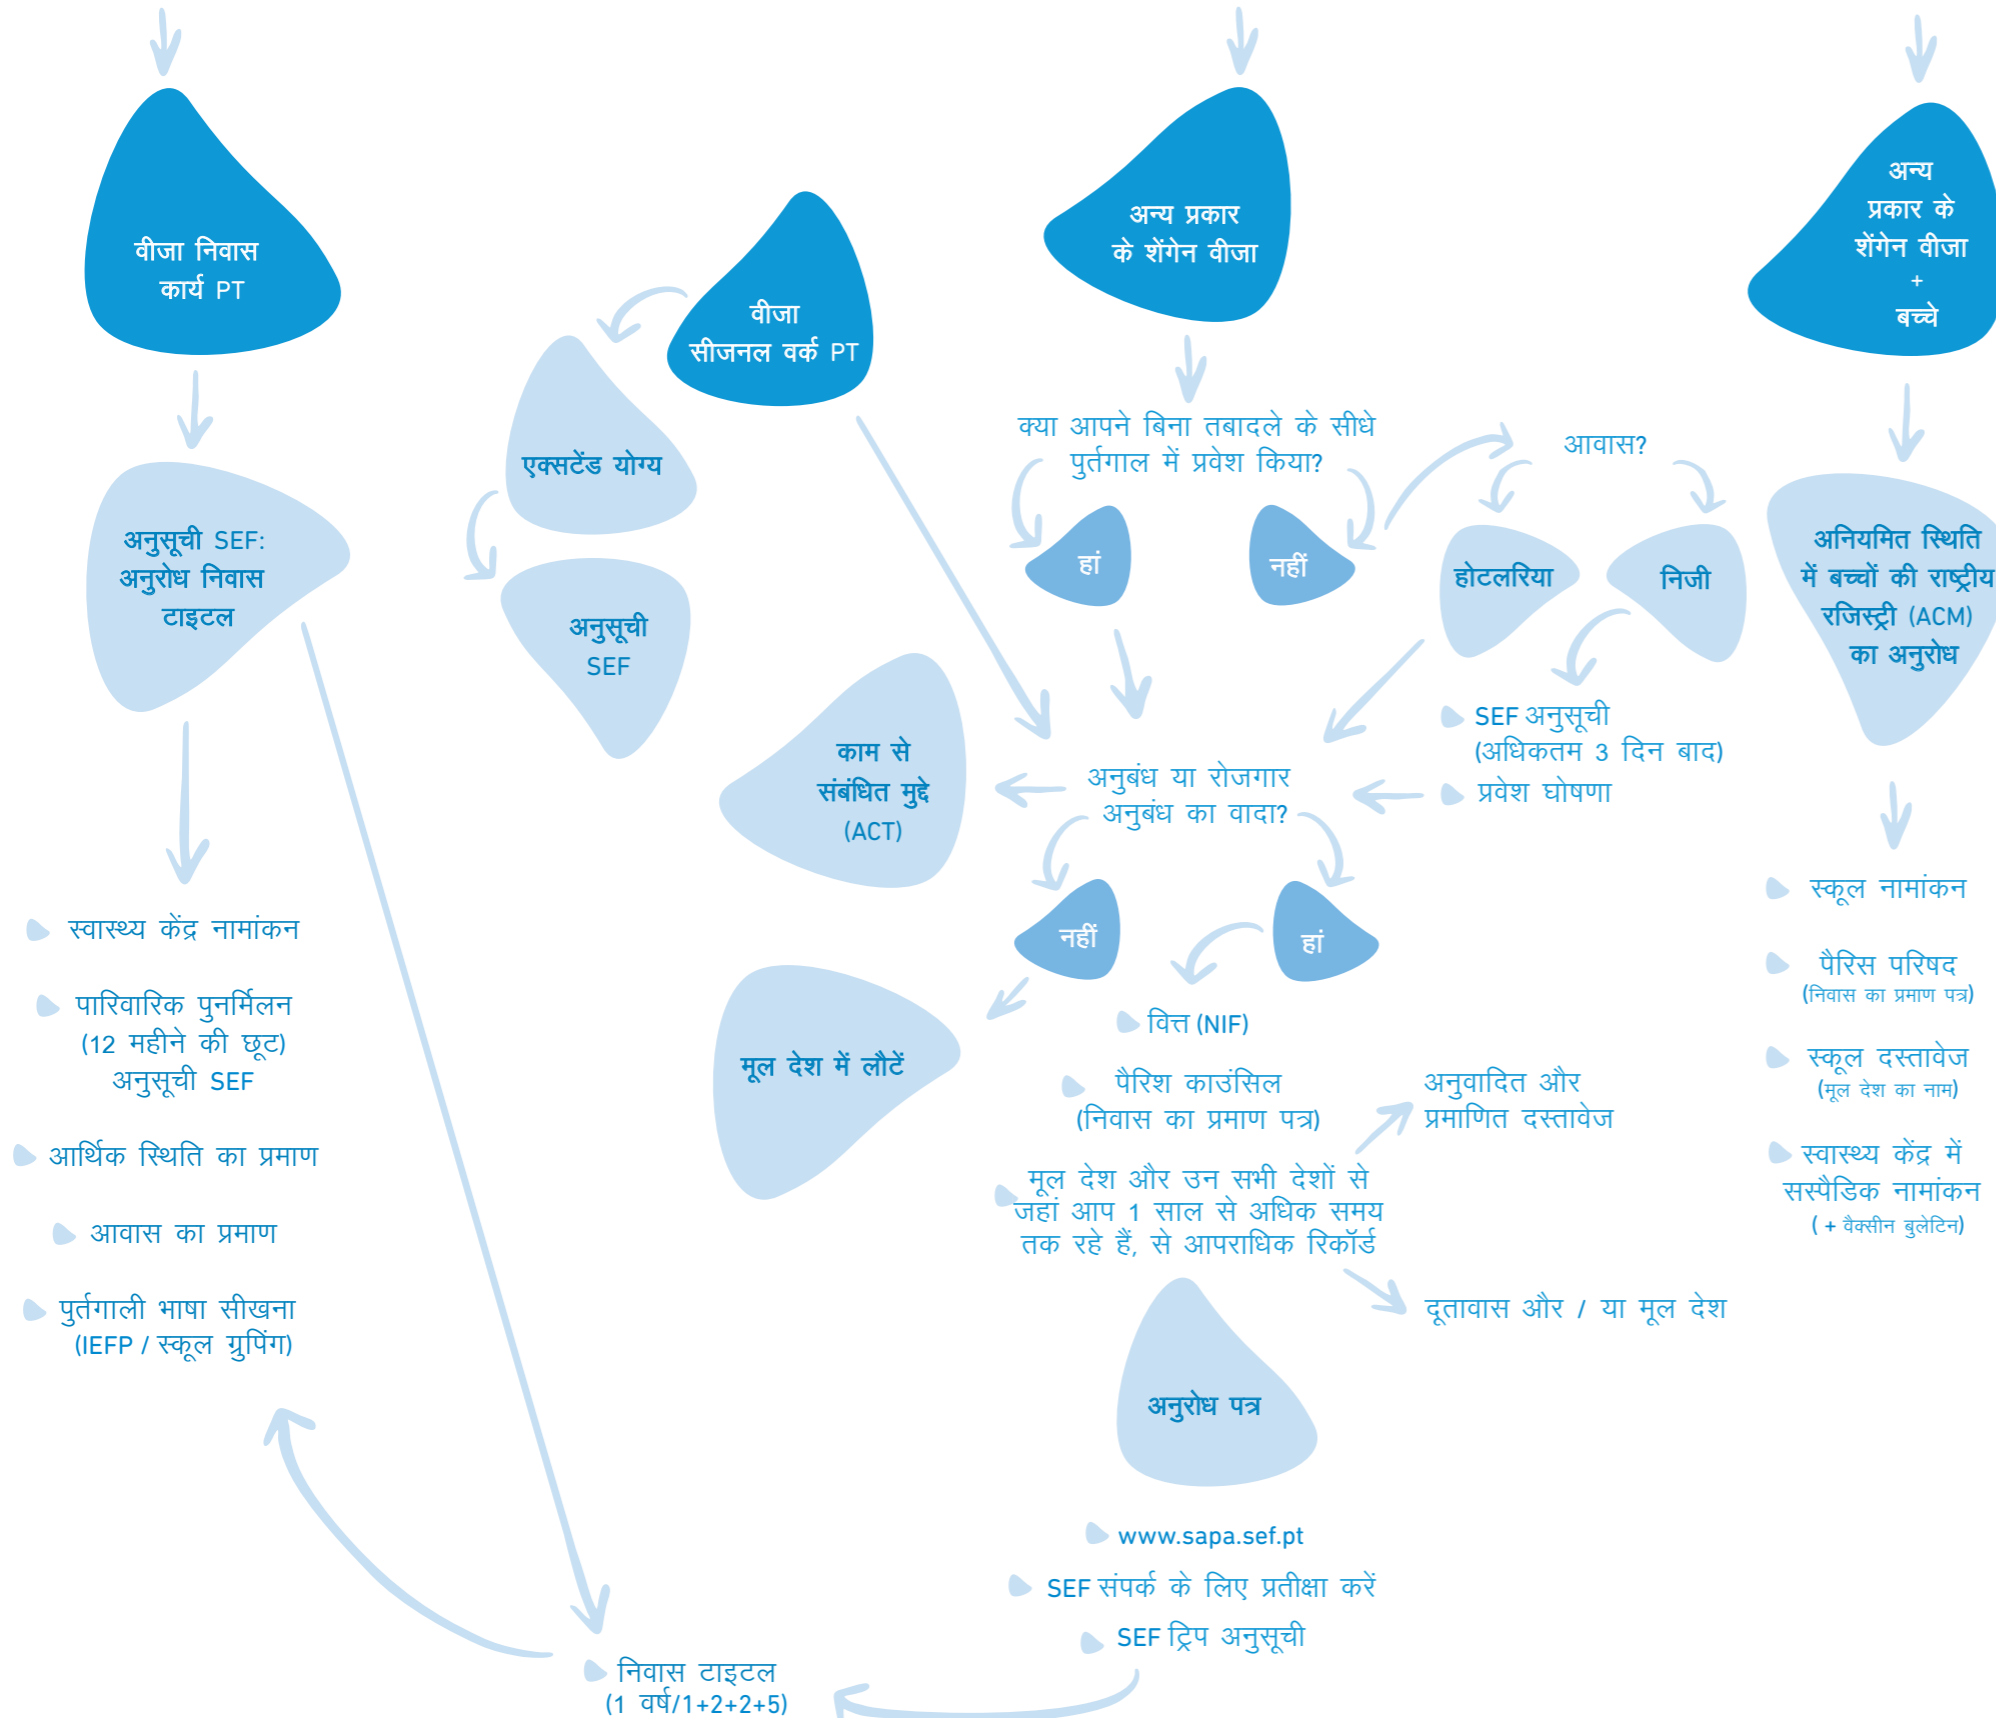 वीजा निवास
कार्य PT
अनुसूची SEF:
अनुरोध निवास
टाइटल
स्वास्थ्य केंद्र नामांकन
पारिवारिक पुनर्मिलन
(12 महीने की छूट)
अनुसूची SEF
आर्थिक स्थिति का प्रमाण
आवास का प्रमाण
पुर्तगाली भाषा सीखना
(IEFP / स्कूल ग्रुपिंग)
वीजा
सीजनल वर्क PT
एक्सटेंड योग्य
अनुसूची
SEF
अन्य प्रकार
के शेंगेन वीजा
क्या आपने बिना तबादले के सीधे
पुर्तगाल में प्रवेश किया?
हां
नहीं
आवास?
होटलरिया
निजी
SEF अनुसूची
(अधिकतम 3 दिन बाद)
प्रवेश घोषणा
अनुबंध या रोजगार
अनुबंध का वादा?
काम से
संबंधित मुद्दे
(ACT)
नहीं
हां
मूल देश में लौटें
वित्त (NIF)
पैरिश काउंसिल
(निवास का प्रमाण पत्र)
मूल देश और उन सभी देशों से
जहां आप 1 साल से अधिक समय
तक रहे हैं, से आपराधिक रिकॉर्ड
अनुवादित और
प्रमाणित दस्तावेज
दूतावास और / या मूल देश
अनुरोध पत्र
www.sapa.sef.pt
SEF संपर्क के लिए प्रतीक्षा करें
SEF ट्रिप अनुसूची
निवास टाइटल
(1 वर्ष/1+2+2+5)
अन्य
प्रकार के
शेंगेन वीजा
+
बच्चे
अनियमित स्थिति
में बच्चों की राष्ट्रीय
रजिस्ट्री (ACM)
का अनुरोध
स्कूल नामांकन
पैरिस परिषद
(निवास का प्रमाण पत्र)
स्कूल दस्तावेज
(मूल देश का नाम)
स्वास्थ्य केंद्र में
सस्पैडिक नामांकन
( + वैक्सीन बुलेटिन)